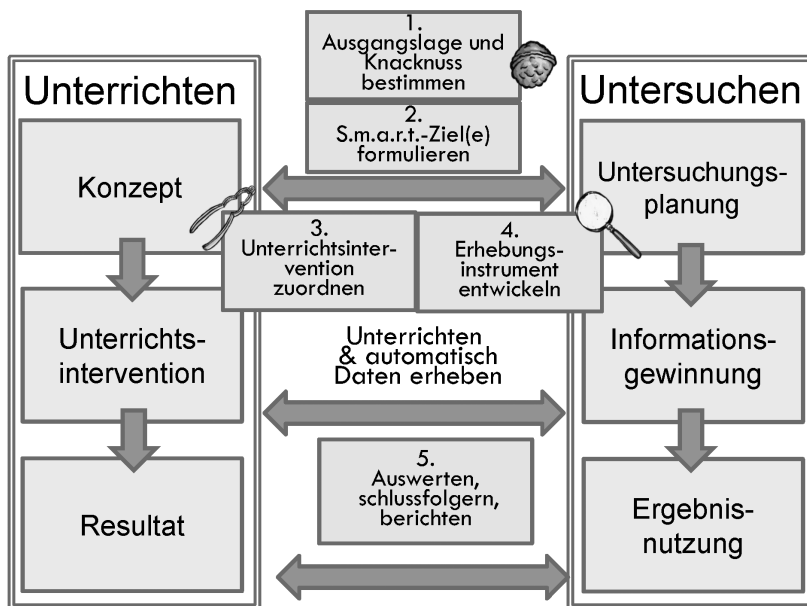 Unterrichten
Konzept
Unterrichts-
intervention
Resultat
1.
Ausgangslage und
Knacknuss
bestimmen
2.
S.m.a.r.t.-Ziel(e)
formulieren
3.
Unterrichtsinter-
vention
zuordnen
4.
Erhebungs-
instrument
entwickeln
Unterrichten
& automatisch
Daten erheben
5.
Auswerten,
schlussfolgern,
berichten
Untersuchen
Untersuchungs-
planung
Informations-
gewinnung
Ergebnis-
nutzung